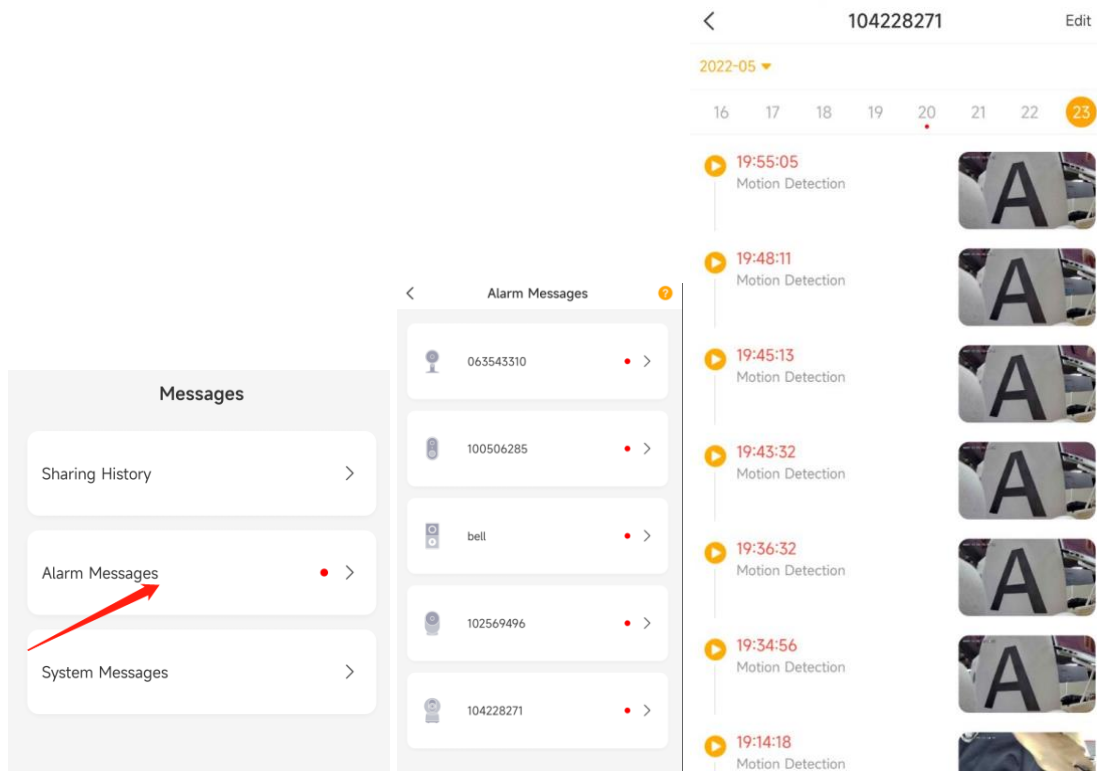 Messages
Sharing History
Alarm Messages
System Messages
Alarm Messages
?
063543310
100506285
bell
102569496
104228271
104228271 Edit
2022-05
16 17 18 19 20 21 22 23
19:55:05
Motion Detection
A
19:48:11
Motion Detection
A
19:45:13
Motion Detection
A
19:43:32
Motion Detection
A
19:36:32
Motion Detection
A
19:34:56
Motion Detection
A
19:14:18
Motion Detection